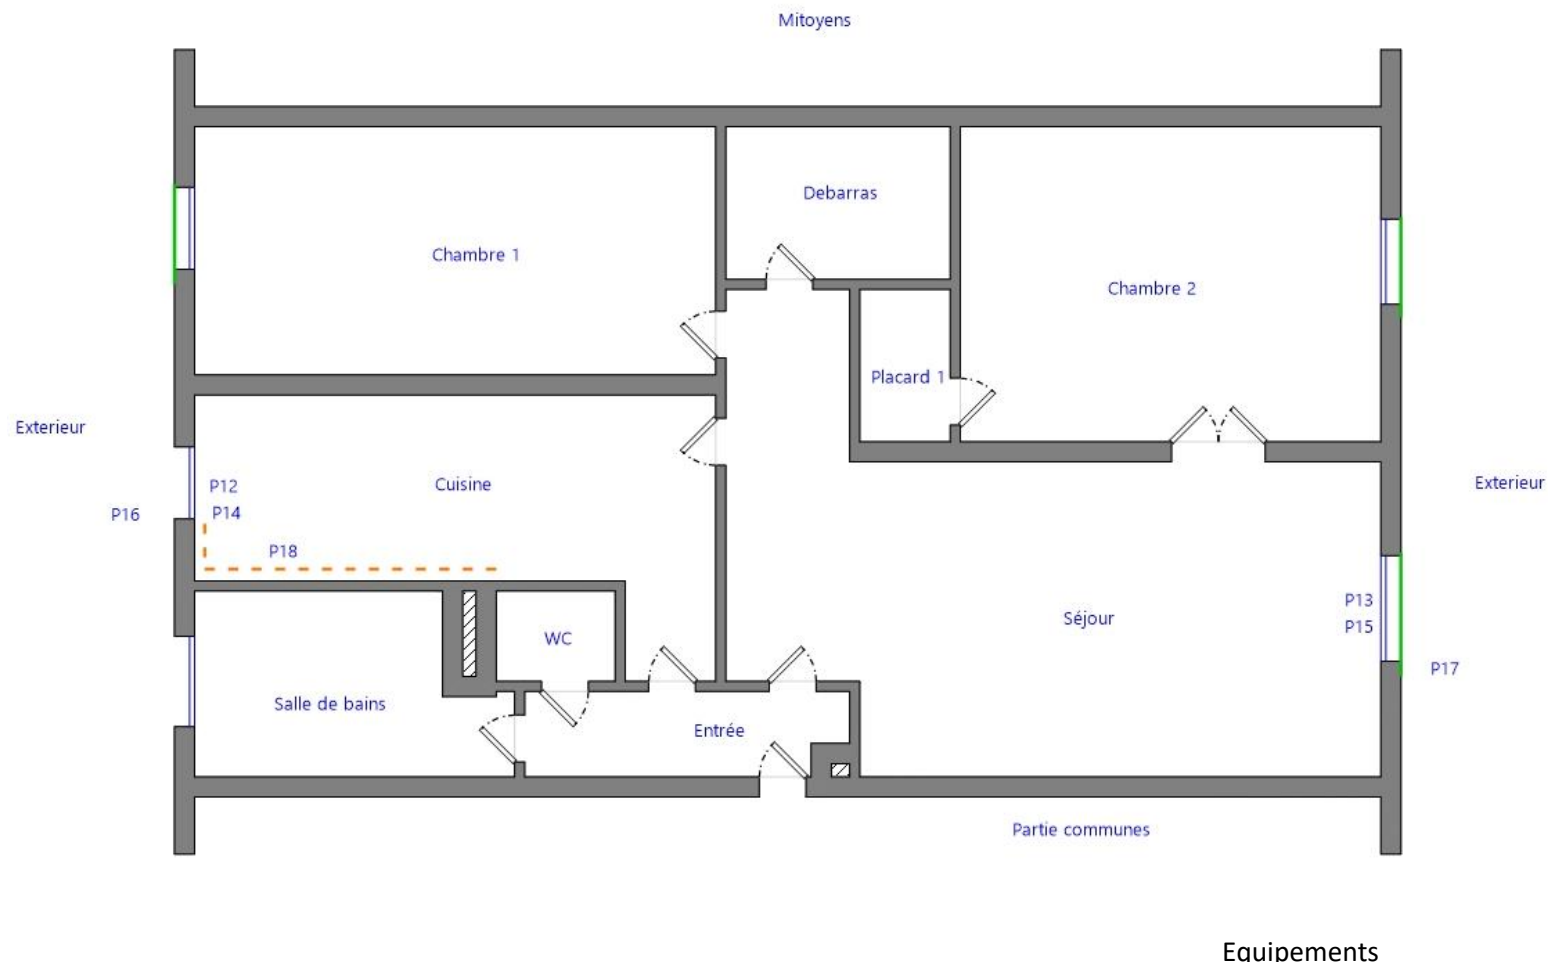 Mitoyens
Debarras
Chambre 1
Chambre 2
Placard 1
Exterieur
Cuisine
Exterieur
P12
P16
P14
P18
P13
Séjour
P15
WC
P17
Salle de bains
Entrée
Partie communes
Equipements